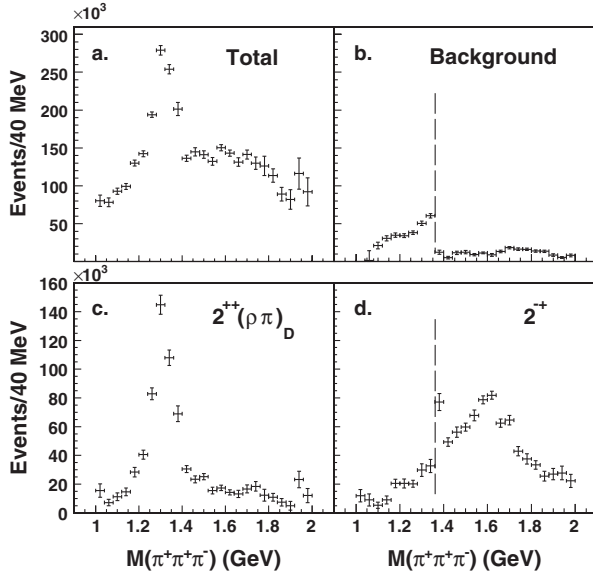 ×10³
300
250
200
150
100
50
Events/40 MeV
a.
Total
b.
Background
×10³
160
140
120
100
80
60
40
20
0
Events/40 MeV
c.
2⁺⁺(ρπ)_D
d.
2⁻⁺
1 1.2 1.4 1.6 1.8 2
1 1.2 1.4 1.6 1.8 2
M(π⁺π⁺π⁻) (GeV)
M(π⁺π⁺π⁻) (GeV)